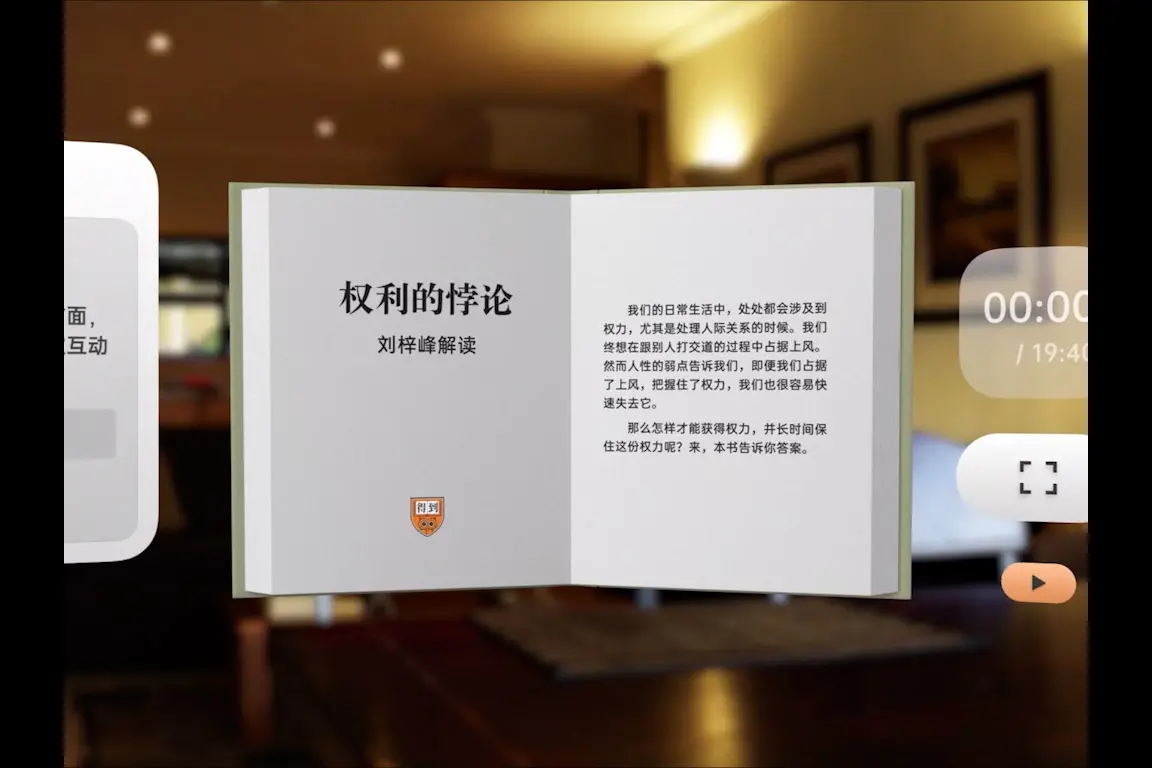 面，
互动
权利的悖论
刘梓峰解读
得到
我们的日常生活中，处处都会涉及到
权力，尤其是处理人际关系的时候。我们
终想在跟别人打交道的过程中占据上风。
然而人性的弱点告诉我们，即便我们占据
了上风，把握住了权力，我们也很容易快
速失去它。
那么怎样才能获得权力，并长时间保
住这份权力呢？来，本书告诉你答案。
00:00
/ 19:40